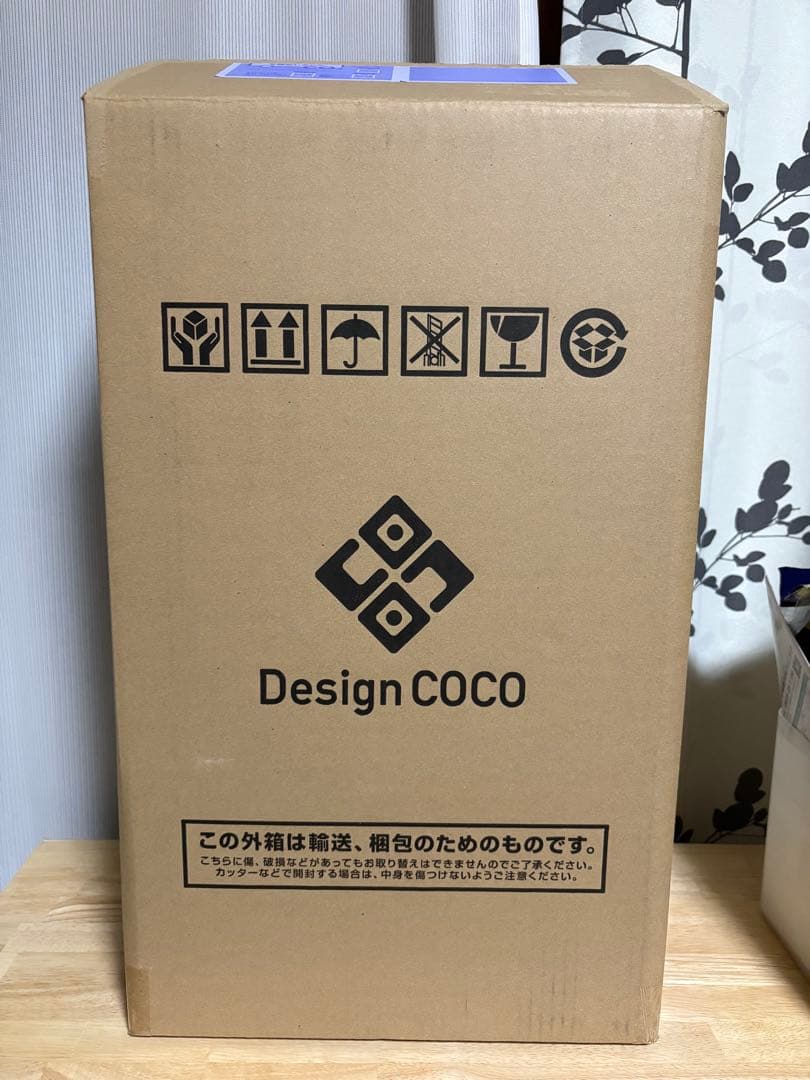 Design COCO
この外箱は輸送、梱包のためのものです。
こちらに傷、破損などがあってもお取り替えはできませんのでご了承ください。
カッターなどで開封する場合は、中身を傷つけないようご注意ください。